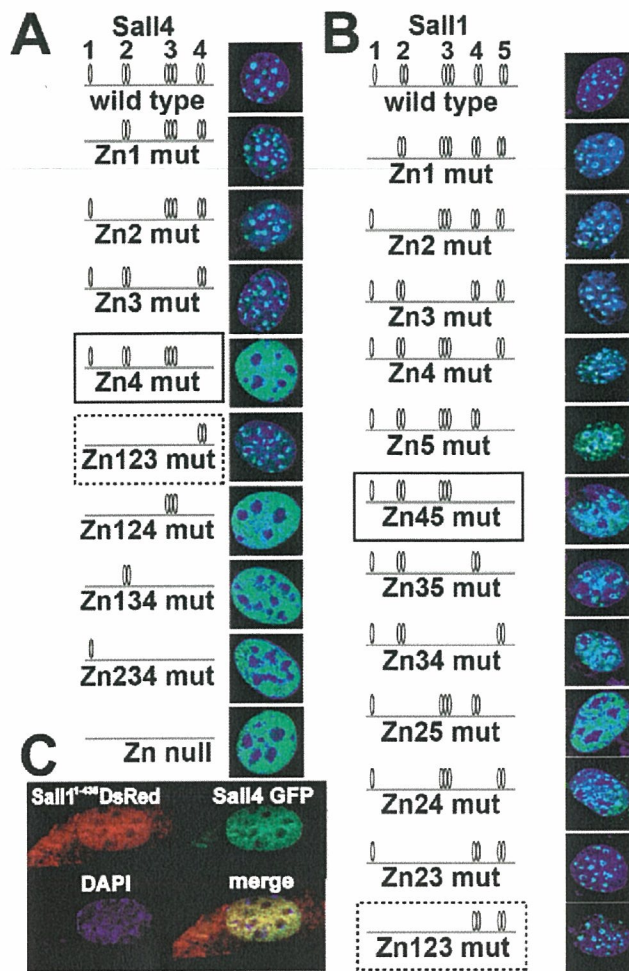 A
Sall4
1 2 3 4
wild type
Zn1 mut
Zn2 mut
Zn3 mut
Zn4 mut
Zn123 mut
Zn124 mut
Zn134 mut
Zn234 mut
Zn null
B
Sall1
1 2 3 4 5
wild type
Zn1 mut
Zn2 mut
Zn3 mut
Zn4 mut
Zn5 mut
Zn45 mut
Zn35 mut
Zn34 mut
Zn25 mut
Zn24 mut
Zn23 mut
Zn123 mut
C
Sall4 GFP
DAPI
merge